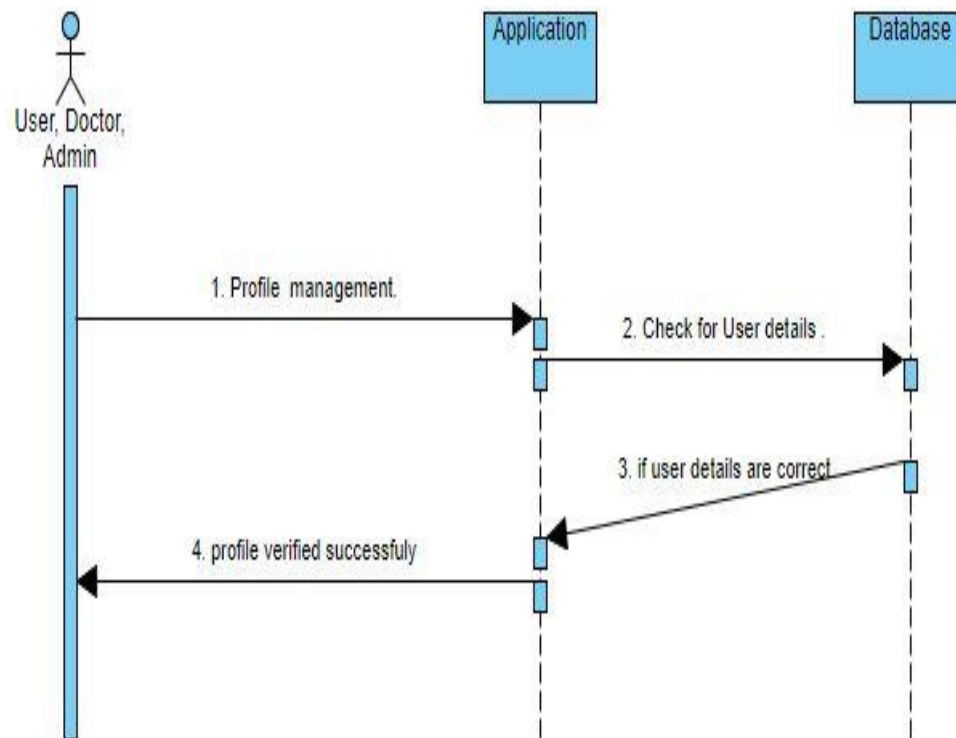 Application
Database
User, Doctor,
Admin
1. Profile management.
2. Check for User details .
3. if user details are correct
4. profile verified successfuly